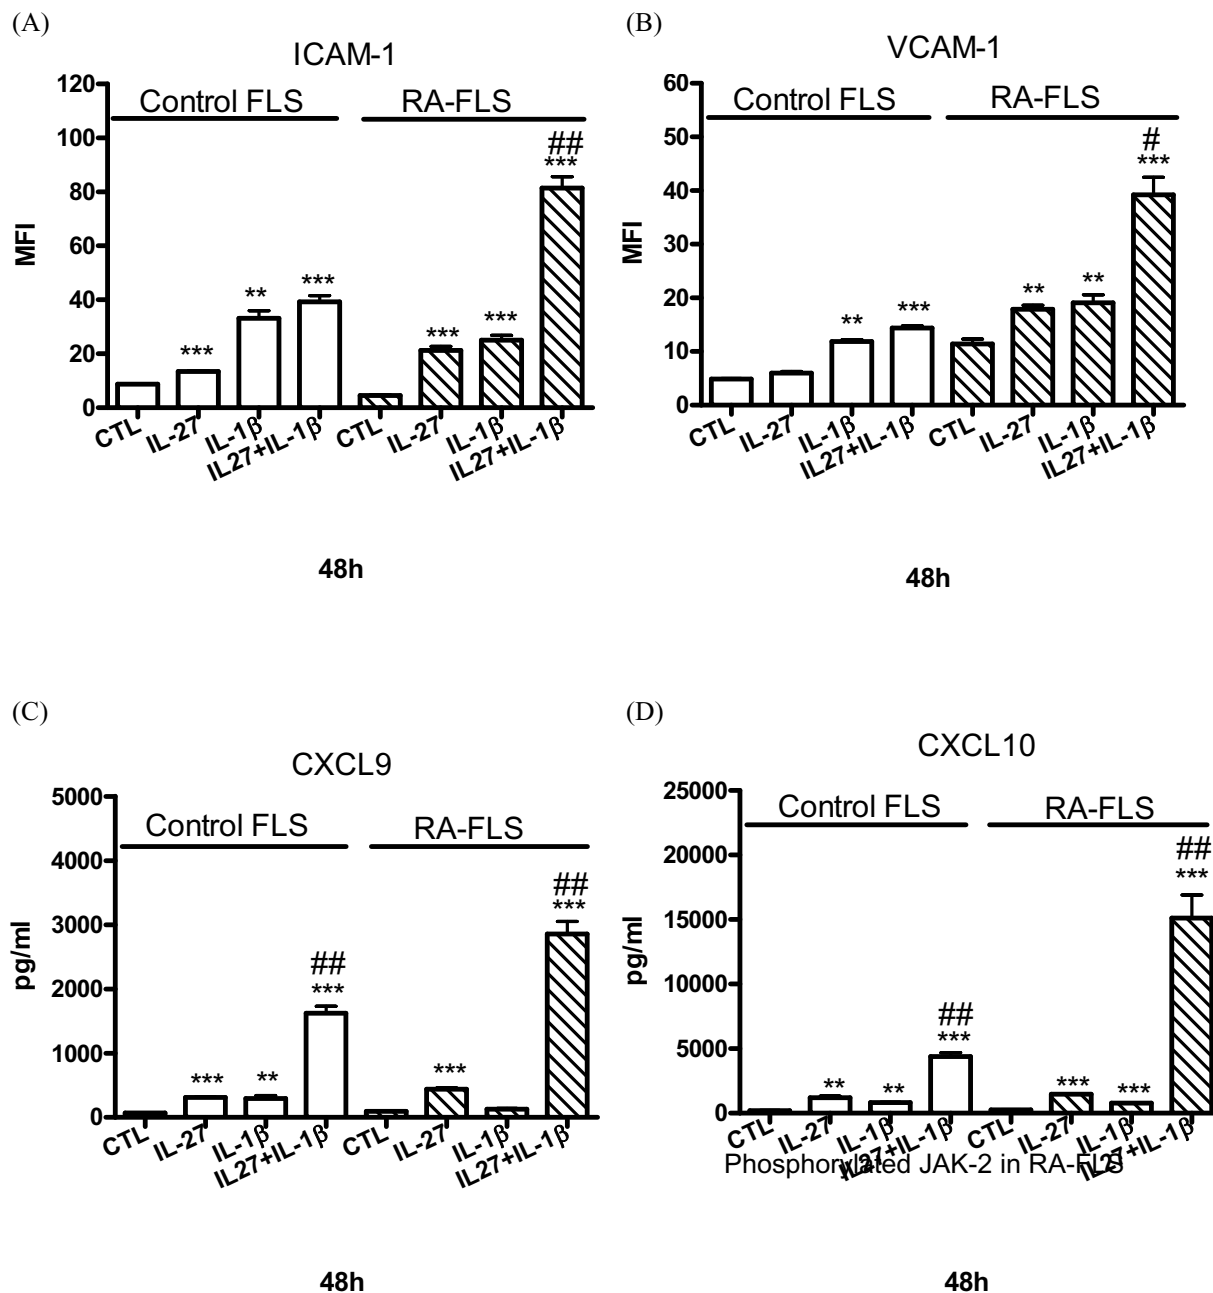 (A)
ICAM-1
120
100
80
60
40
20
0
MFI
Control FLS
RA-FLS
***
**
***
***
***
##
***
CTL
IL-27
IL-1β
IL27+IL-1β
CTL
IL-27
IL-1β
IL27+IL-1β
48h
(B)
VCAM-1
60
50
40
30
20
10
0
MFI
Control FLS
RA-FLS
**
***
**
**
#
***
CTL
IL-27
IL-1β
IL27+IL-1β
CTL
IL-27
IL-1β
IL27+IL-1β
48h
(C)
CXCL9
5000
4000
3000
2000
1000
0
pg/ml
Control FLS
RA-FLS
***
**
##
***
***
##
***
CTL
IL-27
IL-1β
IL27+IL-1β
CTL
IL-27
IL-1β
IL27+IL-1β
48h
(D)
CXCL10
25000
20000
15000
10000
5000
0
pg/ml
Control FLS
RA-FLS
**
**
##
***
***
***
##
***
CTL
IL-27
IL-1β
IL27+IL-1β
CTL
IL-27
IL-1β
IL27+IL-1β
Phosphorylated JAK-2 in RA-FLS
48h